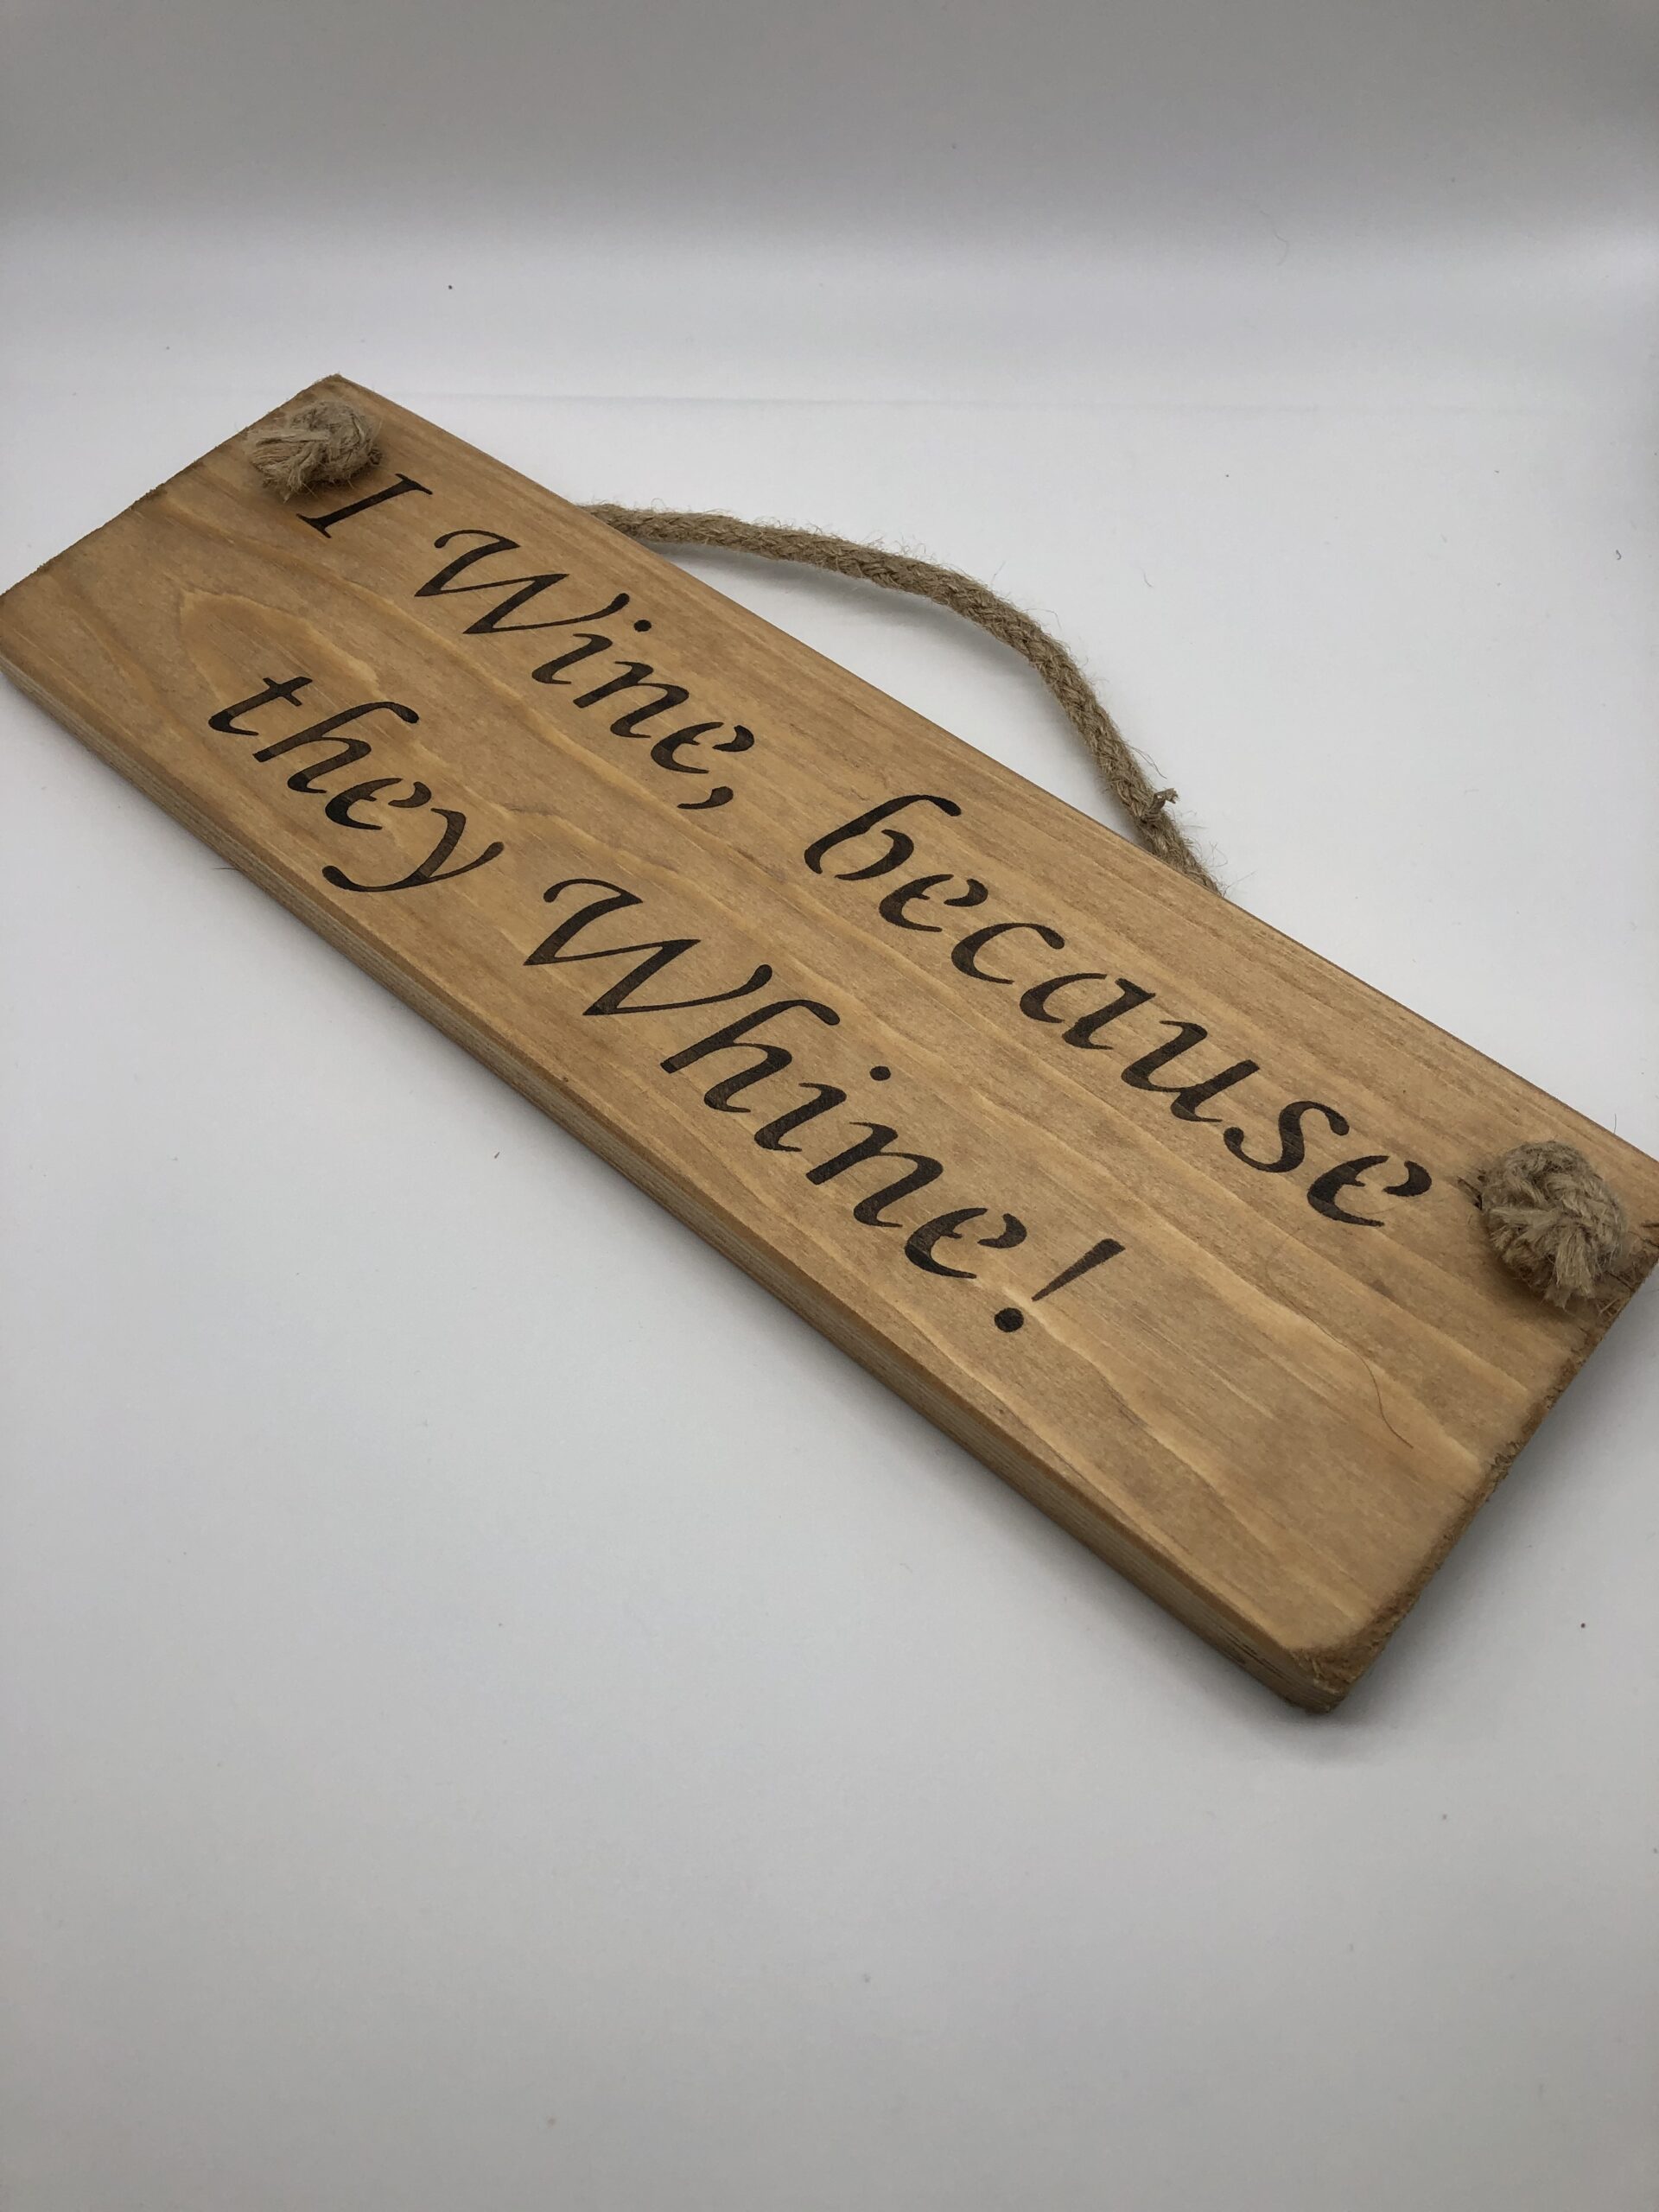 I Wine, because
they Whine!